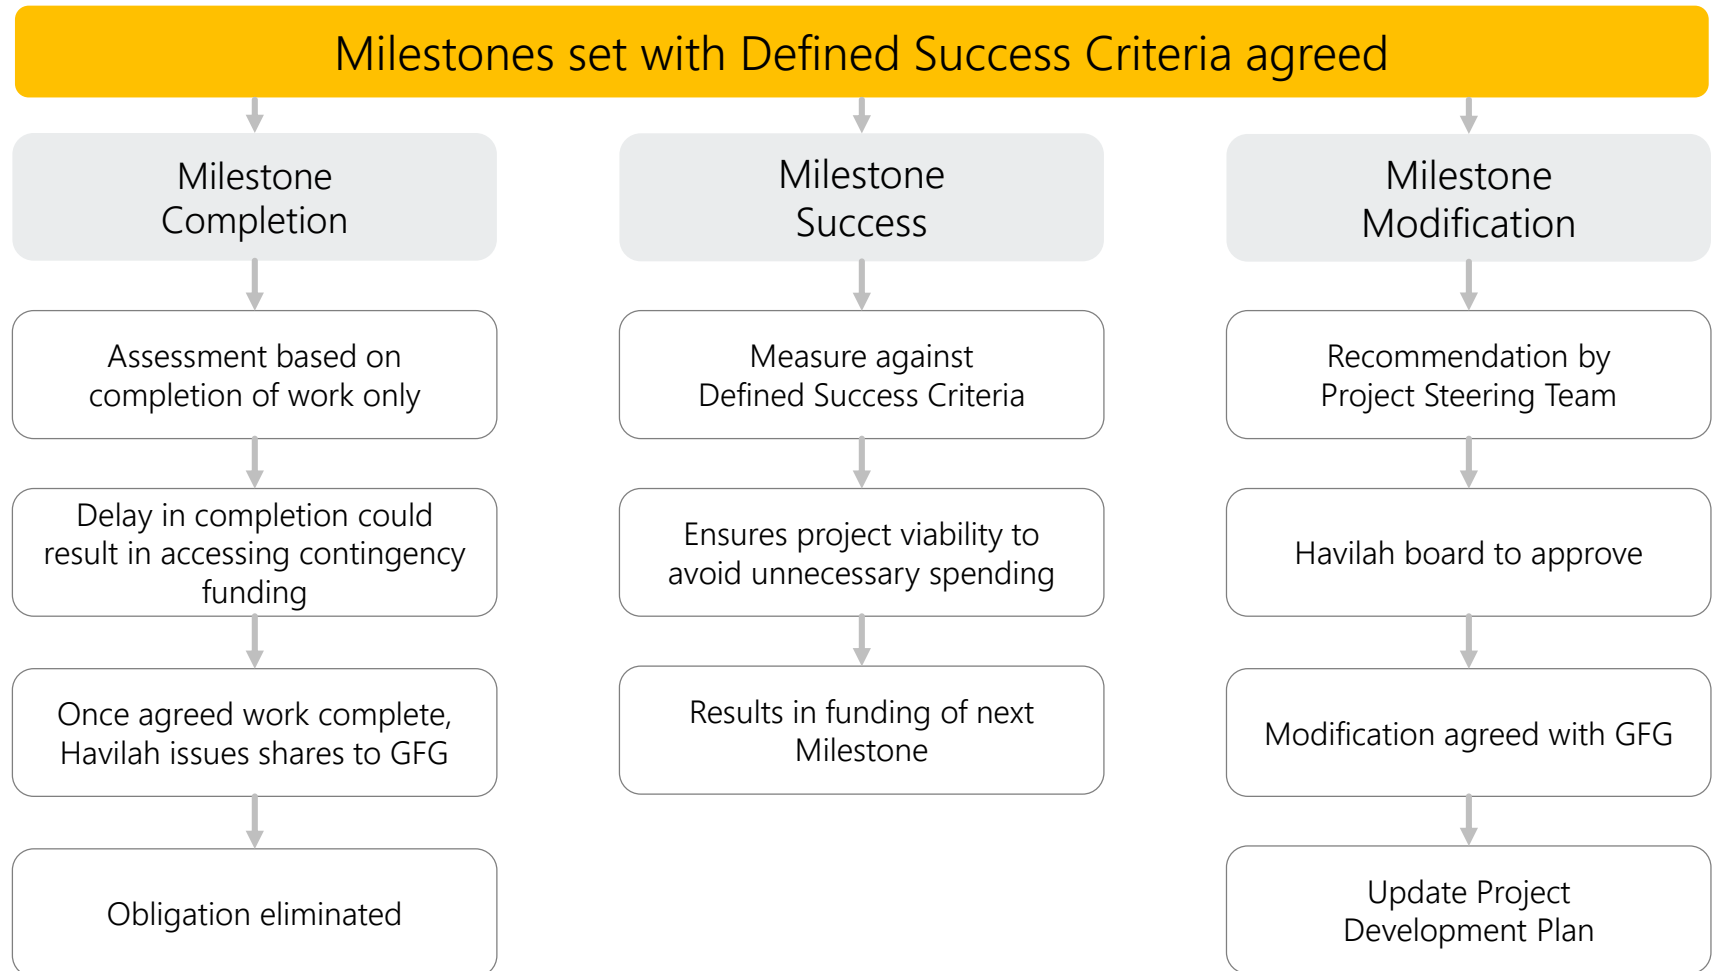 Milestones set with Defined Success Criteria agreed
Milestone
Completion
Assessment based on
completion of work only
Delay in completion could
result in accessing contingency
funding
Once agreed work complete,
Havilah issues shares to GFG
Obligation eliminated
Milestone
Success
Measure against
Defined Success Criteria
Ensures project viability to
avoid unnecessary spending
Results in funding of next
Milestone
Milestone
Modification
Recommendation by
Project Steering Team
Havilah board to approve
Modification agreed with GFG
Update Project
Development Plan